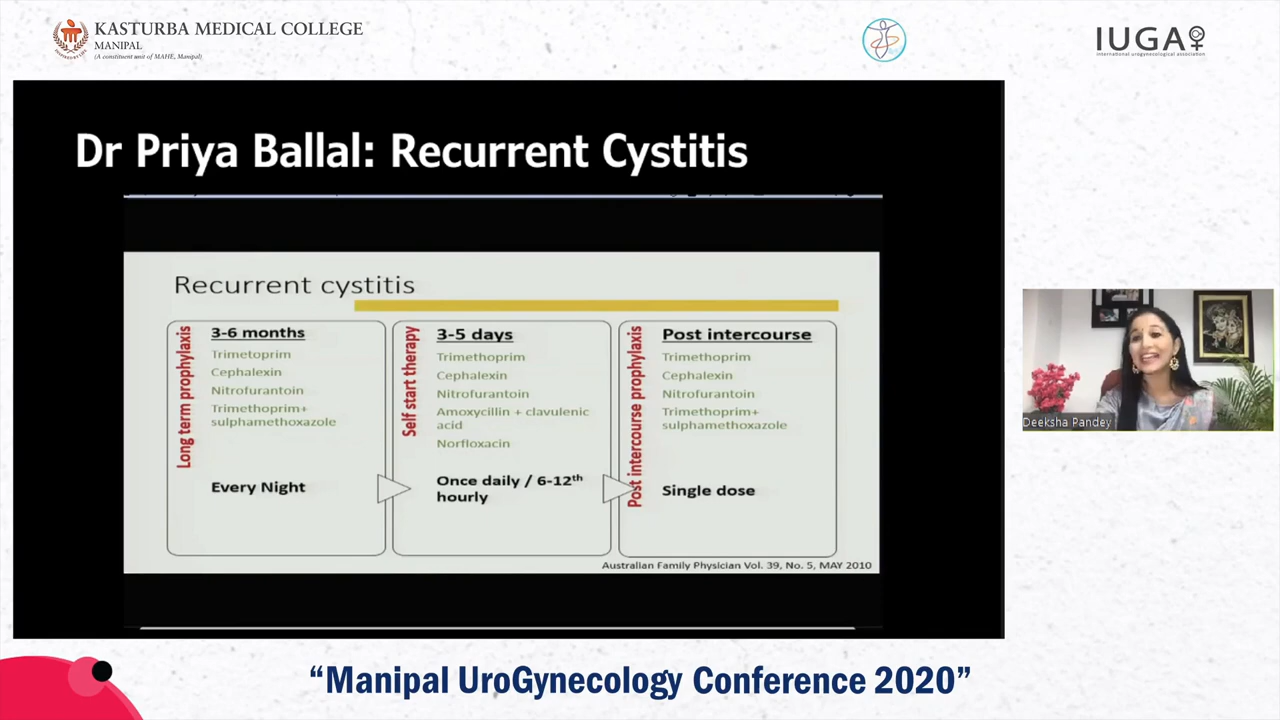 KASTURBA MEDICAL COLLEGE
MANIPAL
(A constituent unit of MAHE, Manipal)
IUGA
international urogynecological association
Dr Priya Ballal: Recurrent Cystitis
Recurrent cystitis
Long term prophylaxis
3-6 months
Trimetoprim
Cephalexin
Nitrofurantoin
Trimethoprim+
sulphamethoxazole
Every Night
Self start therapy
3-5 days
Trimethoprim
Cephalexin
Nitrofurantoin
Amoxycillin + clavulenic
acid
Norfloxacin
Once daily / 6-12th
hourly
Post intercourse prophylaxis
Post intercourse
Trimethoprim
Cephalexin
Nitrofurantoin
Trimethoprim+
sulphamethoxazole
Single dose
Australian Family Physician Vol. 39, No. 5, MAY 2010
Deeksha Pandey
“Manipal UroGynecology Conference 2020”